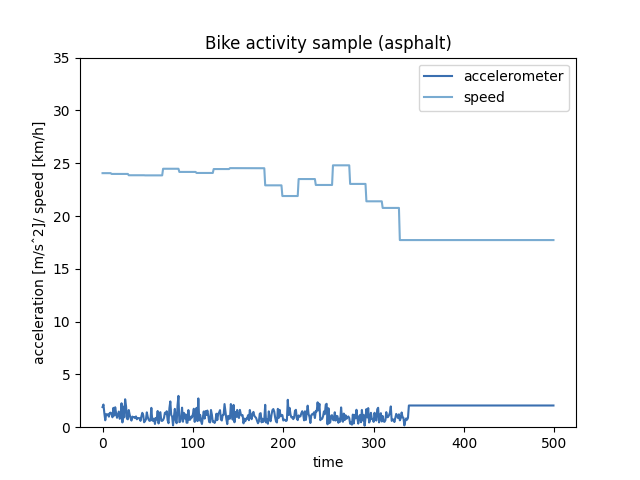 Bike activity sample (asphalt)
accelerometer
speed
35
30
25
20
15
10
5
0
acceleration [m/s^2]/ speed [km/h]
0 100 200 300 400 500
time